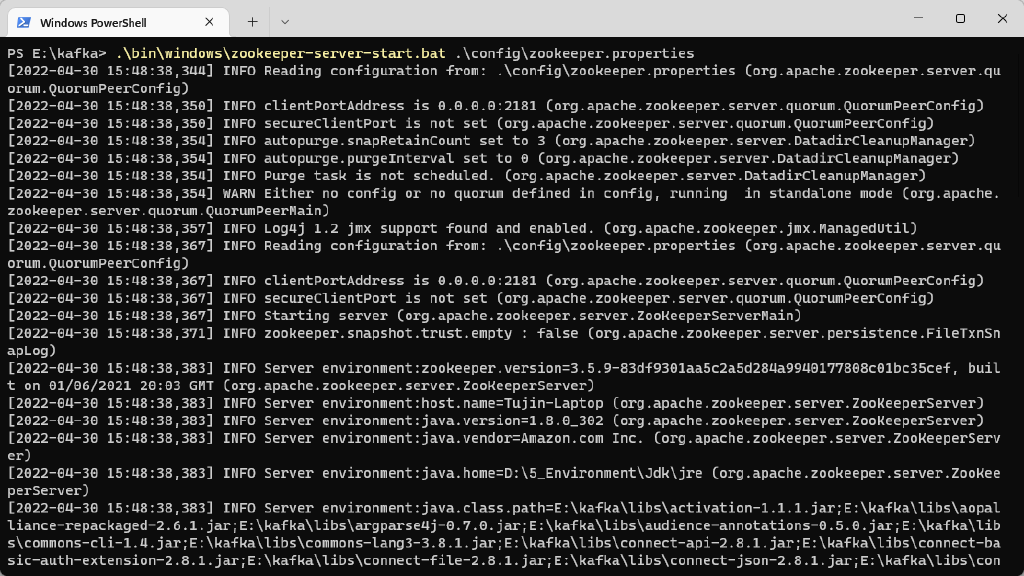 Windows PowerShell
PS E:\kafka> .\bin\windows\zookeeper-server-start.bat .\config\zookeeper.properties
[2022-04-30 15:48:38,344] INFO Reading configuration from: .\config\zookeeper.properties (org.apache.zookeeper.server.qu
orum.QuorumPeerConfig)
[2022-04-30 15:48:38,350] INFO clientPortAddress is 0.0.0.0:2181 (org.apache.zookeeper.server.quorum.QuorumPeerConfig)
[2022-04-30 15:48:38,350] INFO secureClientPort is not set (org.apache.zookeeper.server.quorum.QuorumPeerConfig)
[2022-04-30 15:48:38,354] INFO autopurge.snapRetainCount set to 3 (org.apache.zookeeper.server.DatadirCleanupManager)
[2022-04-30 15:48:38,354] INFO autopurge.purgeInterval set to 0 (org.apache.zookeeper.server.DatadirCleanupManager)
[2022-04-30 15:48:38,354] INFO Purge task is not scheduled. (org.apache.zookeeper.server.DatadirCleanupManager)
[2022-04-30 15:48:38,354] WARN Either no config or no quorum defined in config, running  in standalone mode (org.apache.
zookeeper.server.quorum.QuorumPeerMain)
[2022-04-30 15:48:38,357] INFO Log4j 1.2 jmx support found and enabled. (org.apache.zookeeper.jmx.ManagedUtil)
[2022-04-30 15:48:38,367] INFO Reading configuration from: .\config\zookeeper.properties (org.apache.zookeeper.server.qu
orum.QuorumPeerConfig)
[2022-04-30 15:48:38,367] INFO clientPortAddress is 0.0.0.0:2181 (org.apache.zookeeper.server.quorum.QuorumPeerConfig)
[2022-04-30 15:48:38,367] INFO secureClientPort is not set (org.apache.zookeeper.server.quorum.QuorumPeerConfig)
[2022-04-30 15:48:38,367] INFO Starting server (org.apache.zookeeper.server.ZooKeeperServerMain)
[2022-04-30 15:48:38,371] INFO zookeeper.snapshot.trust.empty : false (org.apache.zookeeper.server.persistence.FileTxnSn
apLog)
[2022-04-30 15:48:38,383] INFO Server environment:zookeeper.version=3.5.9-83df9301aa5c2a5d284a9940177808c01bc35cef, buil
t on 01/06/2021 20:03 GMT (org.apache.zookeeper.server.ZooKeeperServer)
[2022-04-30 15:48:38,383] INFO Server environment:host.name=Tujin-Laptop (org.apache.zookeeper.server.ZooKeeperServer)
[2022-04-30 15:48:38,383] INFO Server environment:java.version=1.8.0_302 (org.apache.zookeeper.server.ZooKeeperServer)
[2022-04-30 15:48:38,383] INFO Server environment:java.vendor=Amazon.com Inc. (org.apache.zookeeper.server.ZooKeeperServ
er)
[2022-04-30 15:48:38,383] INFO Server environment:java.home=D:\5_Environment\Jdk\jre (org.apache.zookeeper.server.ZooKee
perServer)
[2022-04-30 15:48:38,383] INFO Server environment:java.class.path=E:\kafka\libs\activation-1.1.1.jar;E:\kafka\libs\aopal
liance-repackaged-2.6.1.jar;E:\kafka\libs\argparse4j-0.7.0.jar;E:\kafka\libs\audience-annotations-0.5.0.jar;E:\kafka\lib
s\commons-cli-1.4.jar;E:\kafka\libs\commons-lang3-3.8.1.jar;E:\kafka\libs\connect-api-2.8.1.jar;E:\kafka\libs\connect-ba
sic-auth-extension-2.8.1.jar;E:\kafka\libs\connect-file-2.8.1.jar;E:\kafka\libs\connect-json-2.8.1.jar;E:\kafka\libs\con